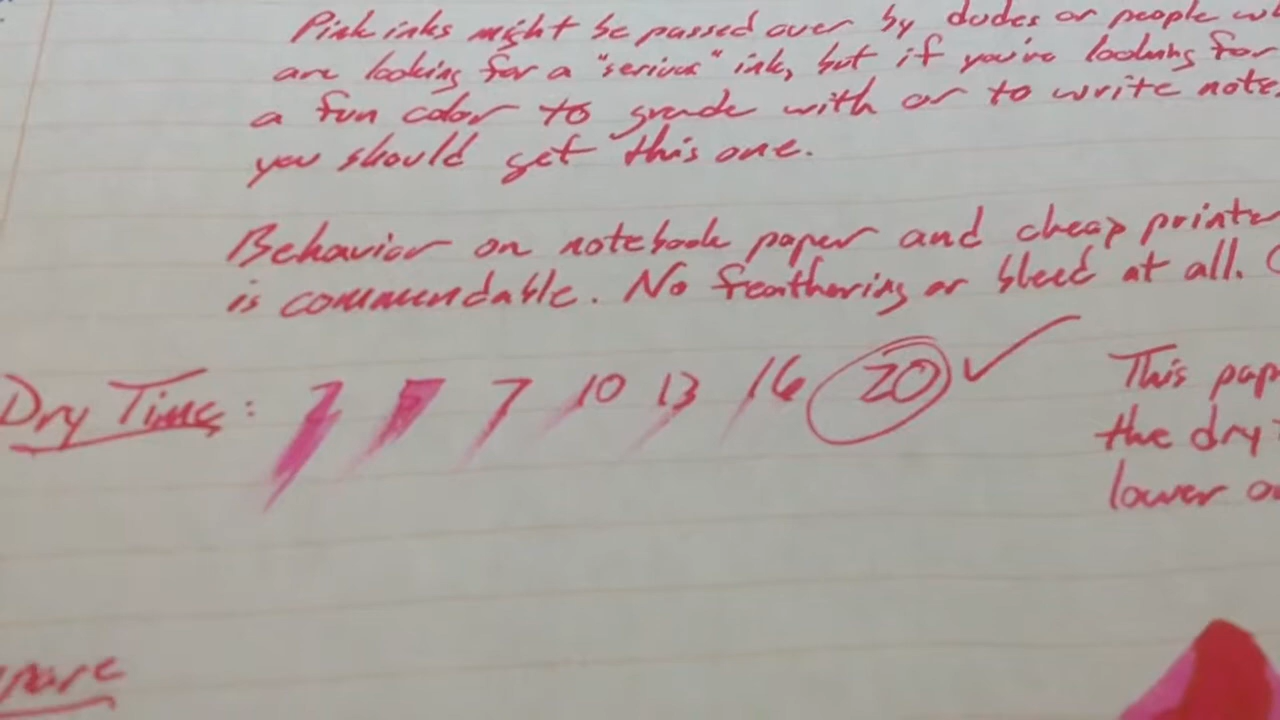 Pink inks might be passed over by dudes or people
are looking for a "serious" ink, but if you're looking for
a fun color to grade with or to write note
you should get this one.
Behavior on notebook paper and cheap printe
is commendable. No feathering or bleed at all. (
Dry Time: 7 10 13 16 20 ✓
This pap
the dry
lower
pare